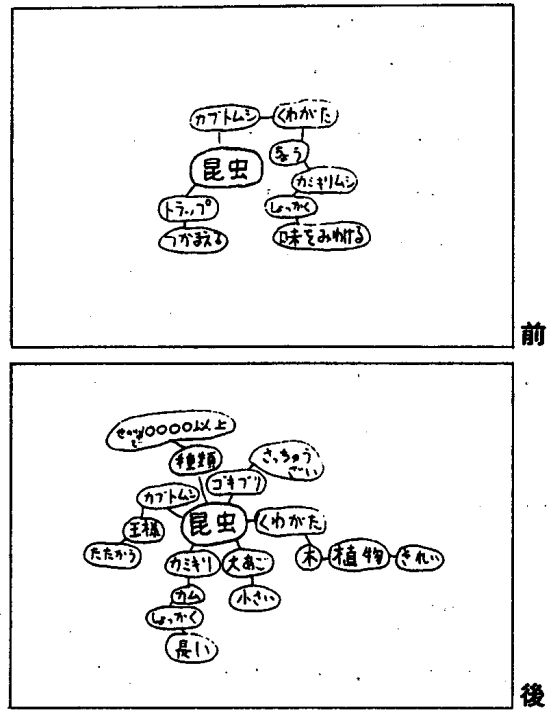 カブトムシ
くわがた
昆虫
ちょう
カミキリムシ
トラップ
しょっかく
つかまえる
味をみわける
前
せかいで10000以上
種類
さっちゅうざい
ゴキブリ
カブトムシ
昆虫
くわがた
王様
たたかう
カミキリ
大あご
木
植物
きれい
カム
小さい
しょっかく
長い
後